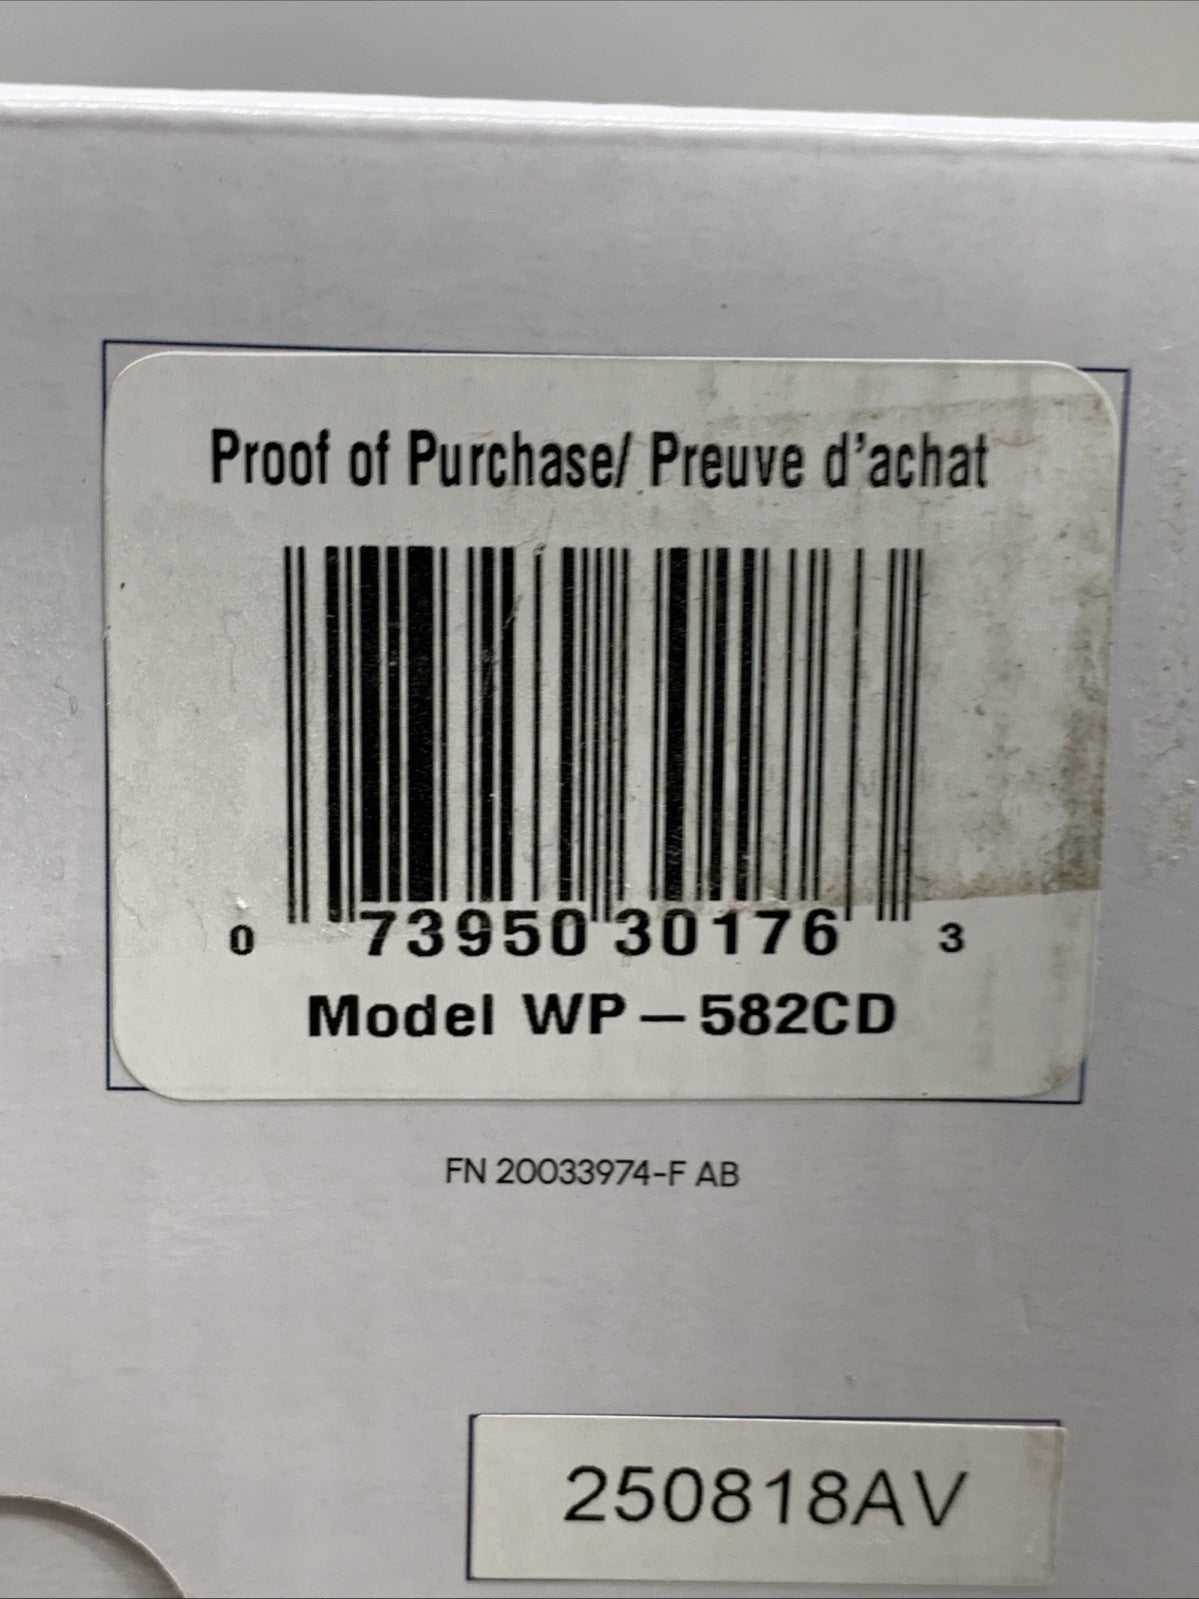 Proof of Purchase/ Preuve d'achat
0 73950 30176 3
Model WP-582CD
FN 20033974-F AB
250818AV